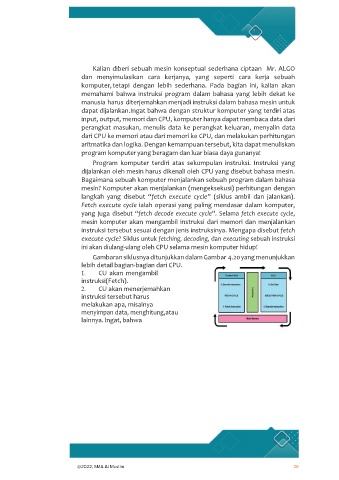 Kalian diberi sebuah mesin konseptual sederhana ciptaan Mr. ALGO
dan menyimulasikan cara kerjanya, yang seperti cara kerja sebuah
komputer, tetapi dengan lebih sederhana. Pada bagian ini, kalian akan
memahami bahwa instruksi program dalam bahasa yang lebih dekat ke
manusia harus diterjemahkan menjadi instruksi dalam bahasa mesin untuk
dapat dijalankan.Ingat bahwa dengan struktur komputer yang terdiri atas
input, output, memori dan CPU, komputer hanya dapat membaca data dari
perangkat masukan, menulis data ke perangkat keluaran, menyalin data
dari CPU ke memori atau dari memori ke CPU, dan melakukan perhitungan
aritmatika dan logika. Dengan kemampuan tersebut, kita dapat menuliskan
program komputer yang beragam dan luar biasa daya gunanya!
Program komputer terdiri atas sekumpulan instruksi. Instruksi yang
dijalankan oleh mesin harus dikenali oleh CPU yang disebut bahasa mesin.
Bagaimana sebuah komputer menjalankan sebuah program dalam bahasa
mesin? Komputer akan menjalankan (mengeksekusi) perhitungan dengan
langkah yang disebut "fetch execute cycle" (siklus ambil dan jalankan).
Fetch execute cycle ialah operasi yang paling mendasar dalam komputer,
yang juga disebut "fetch decode execute cycle". Selama fetch execute cycle,
mesin komputer akan mengambil instruksi dari memori dan menjalankan
instruksi tersebut sesuai dengan jenis instruksinya. Mengapa disebut fetch
execute cycle? Siklus untuk fetching, decoding, dan executing sebuah instruksi
ini akan diulang-ulang oleh CPU selama mesin komputer hidup!
Gambaran siklusnya ditunjukkan dalam Gambar 4.20 yang menunjukkan
lebih detail bagian-bagian dari CPU.
1. CU akan mengambil
instruksi(Fetch).
2. CU akan menerjemahkan
instruksi tersebut harus
melakukan apa, misalnya
menyimpan data, menghitung,atau
lainnya. Ingat, bahwa